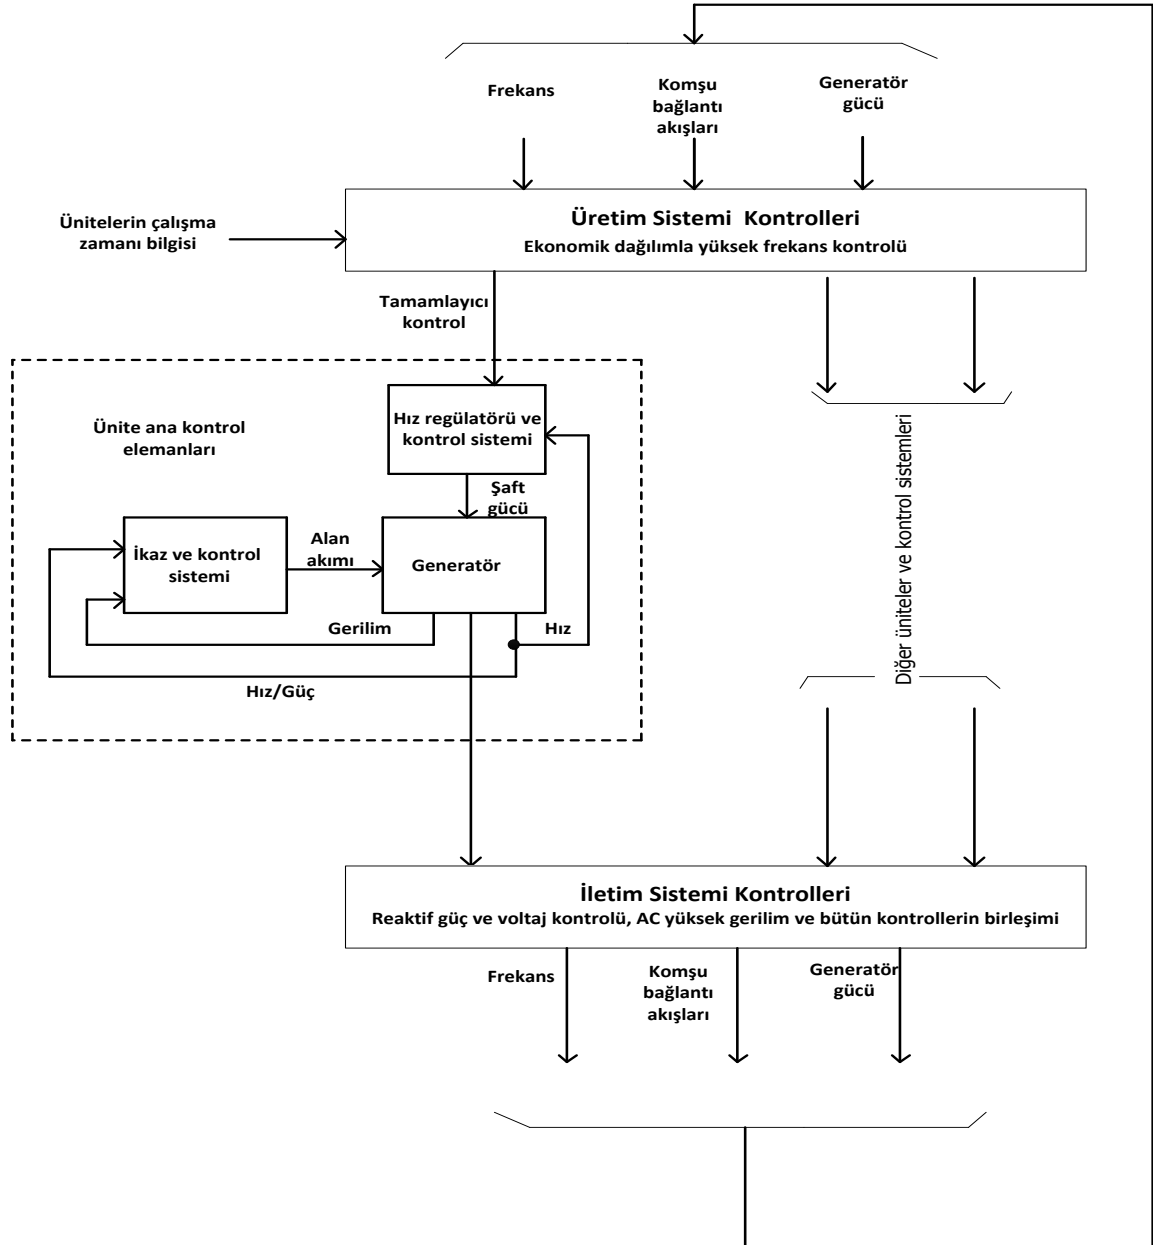 Frekans
Komşu
bağlantı
akışları
Generatör
gücü
Ünitelerin çalışma
zamanı bilgisi
Üretim Sistemi Kontrolleri
Ekonomik dağılımla yüksek frekans kontrolü
Tamamlayıcı
kontrol
Ünite ana kontrol
elemanları
Hız regülatörü ve
kontrol sistemi
Şaft
gücü
İkaz ve kontrol
sistemi
Alan
akımı
Generatör
Gerilim
Hız
Hız/Güç
Diğer üniteler ve kontrol sistemleri
İletim Sistemi Kontrolleri
Reaktif güç ve voltaj kontrolü, AC yüksek gerilim ve bütün kontrollerin birleşimi
Frekans
Komşu
bağlantı
akışları
Generatör
gücü